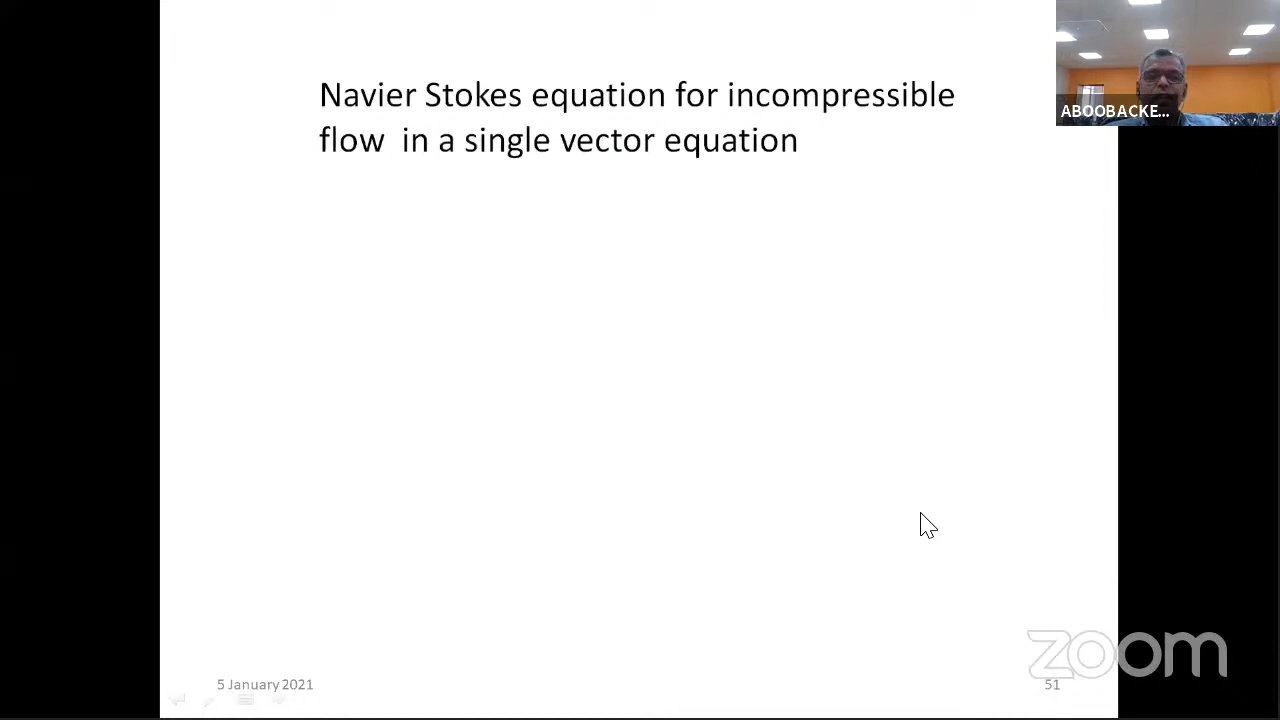 Navier Stokes equation for incompressible
flow in a single vector equation
ABOOBACKE...
zoom
5 January 2021
51